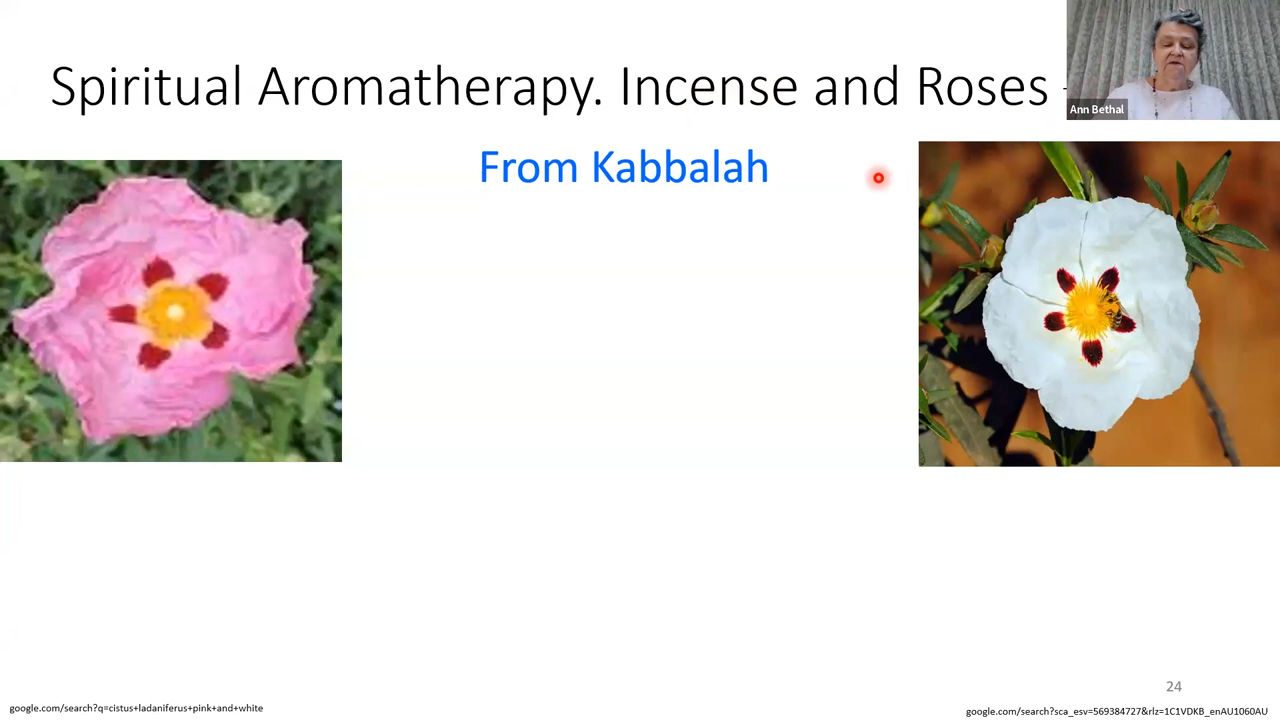 Spiritual Aromatherapy. Incense and Roses
Ann Bethal
From Kabbalah
24
google.com/search?q=cistus+ladaniferus+pink+and+white
google.com/search?sca_esv=569384727&rlz=1C1VDKB_enAU1060AU